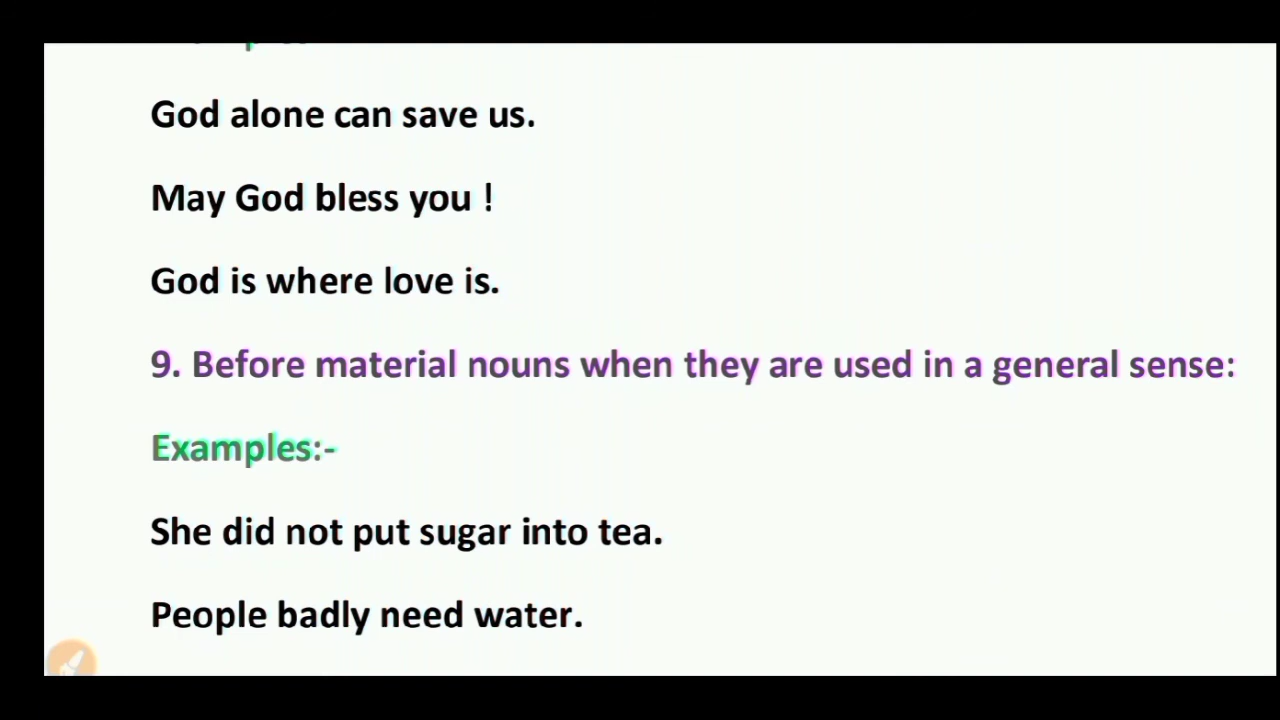 God alone can save us.
May God bless you !
God is where love is.
9. Before material nouns when they are used in a general sense:
Examples:-
She did not put sugar into tea.
People badly need water.